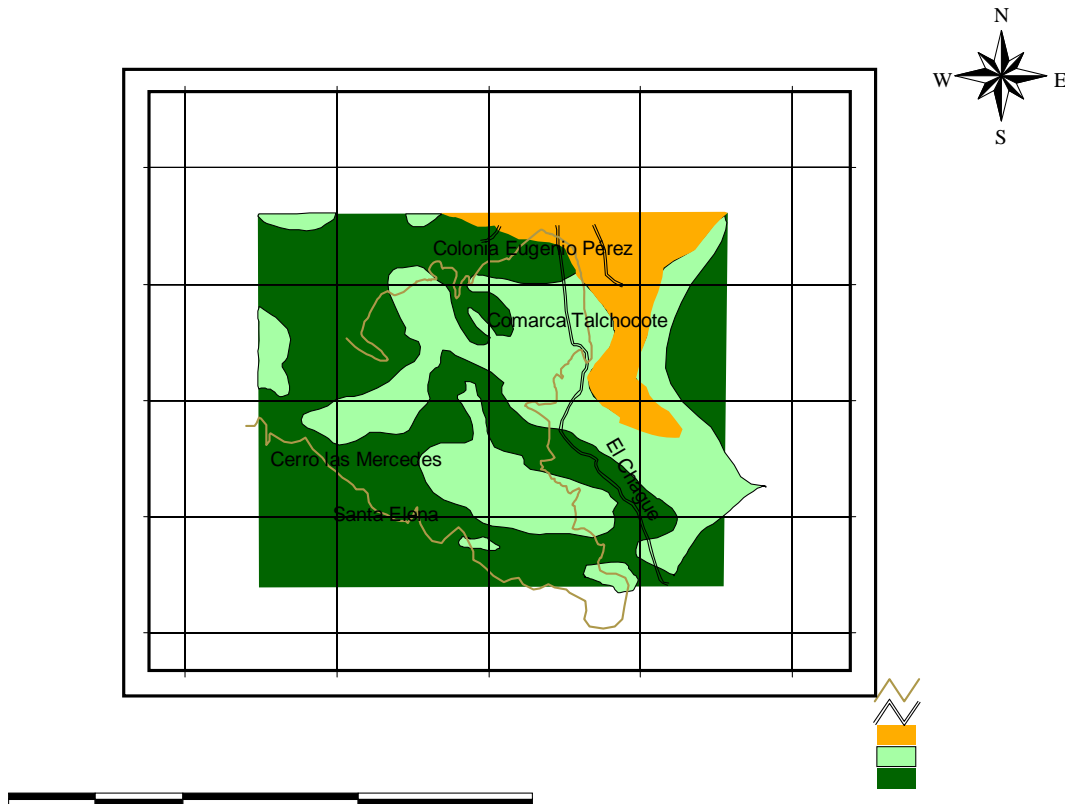 N
W E
S
Colonia Eugenio Pérez
Comarca Talchocote
Cerro las Mercedes
El Chague
Santa Elena